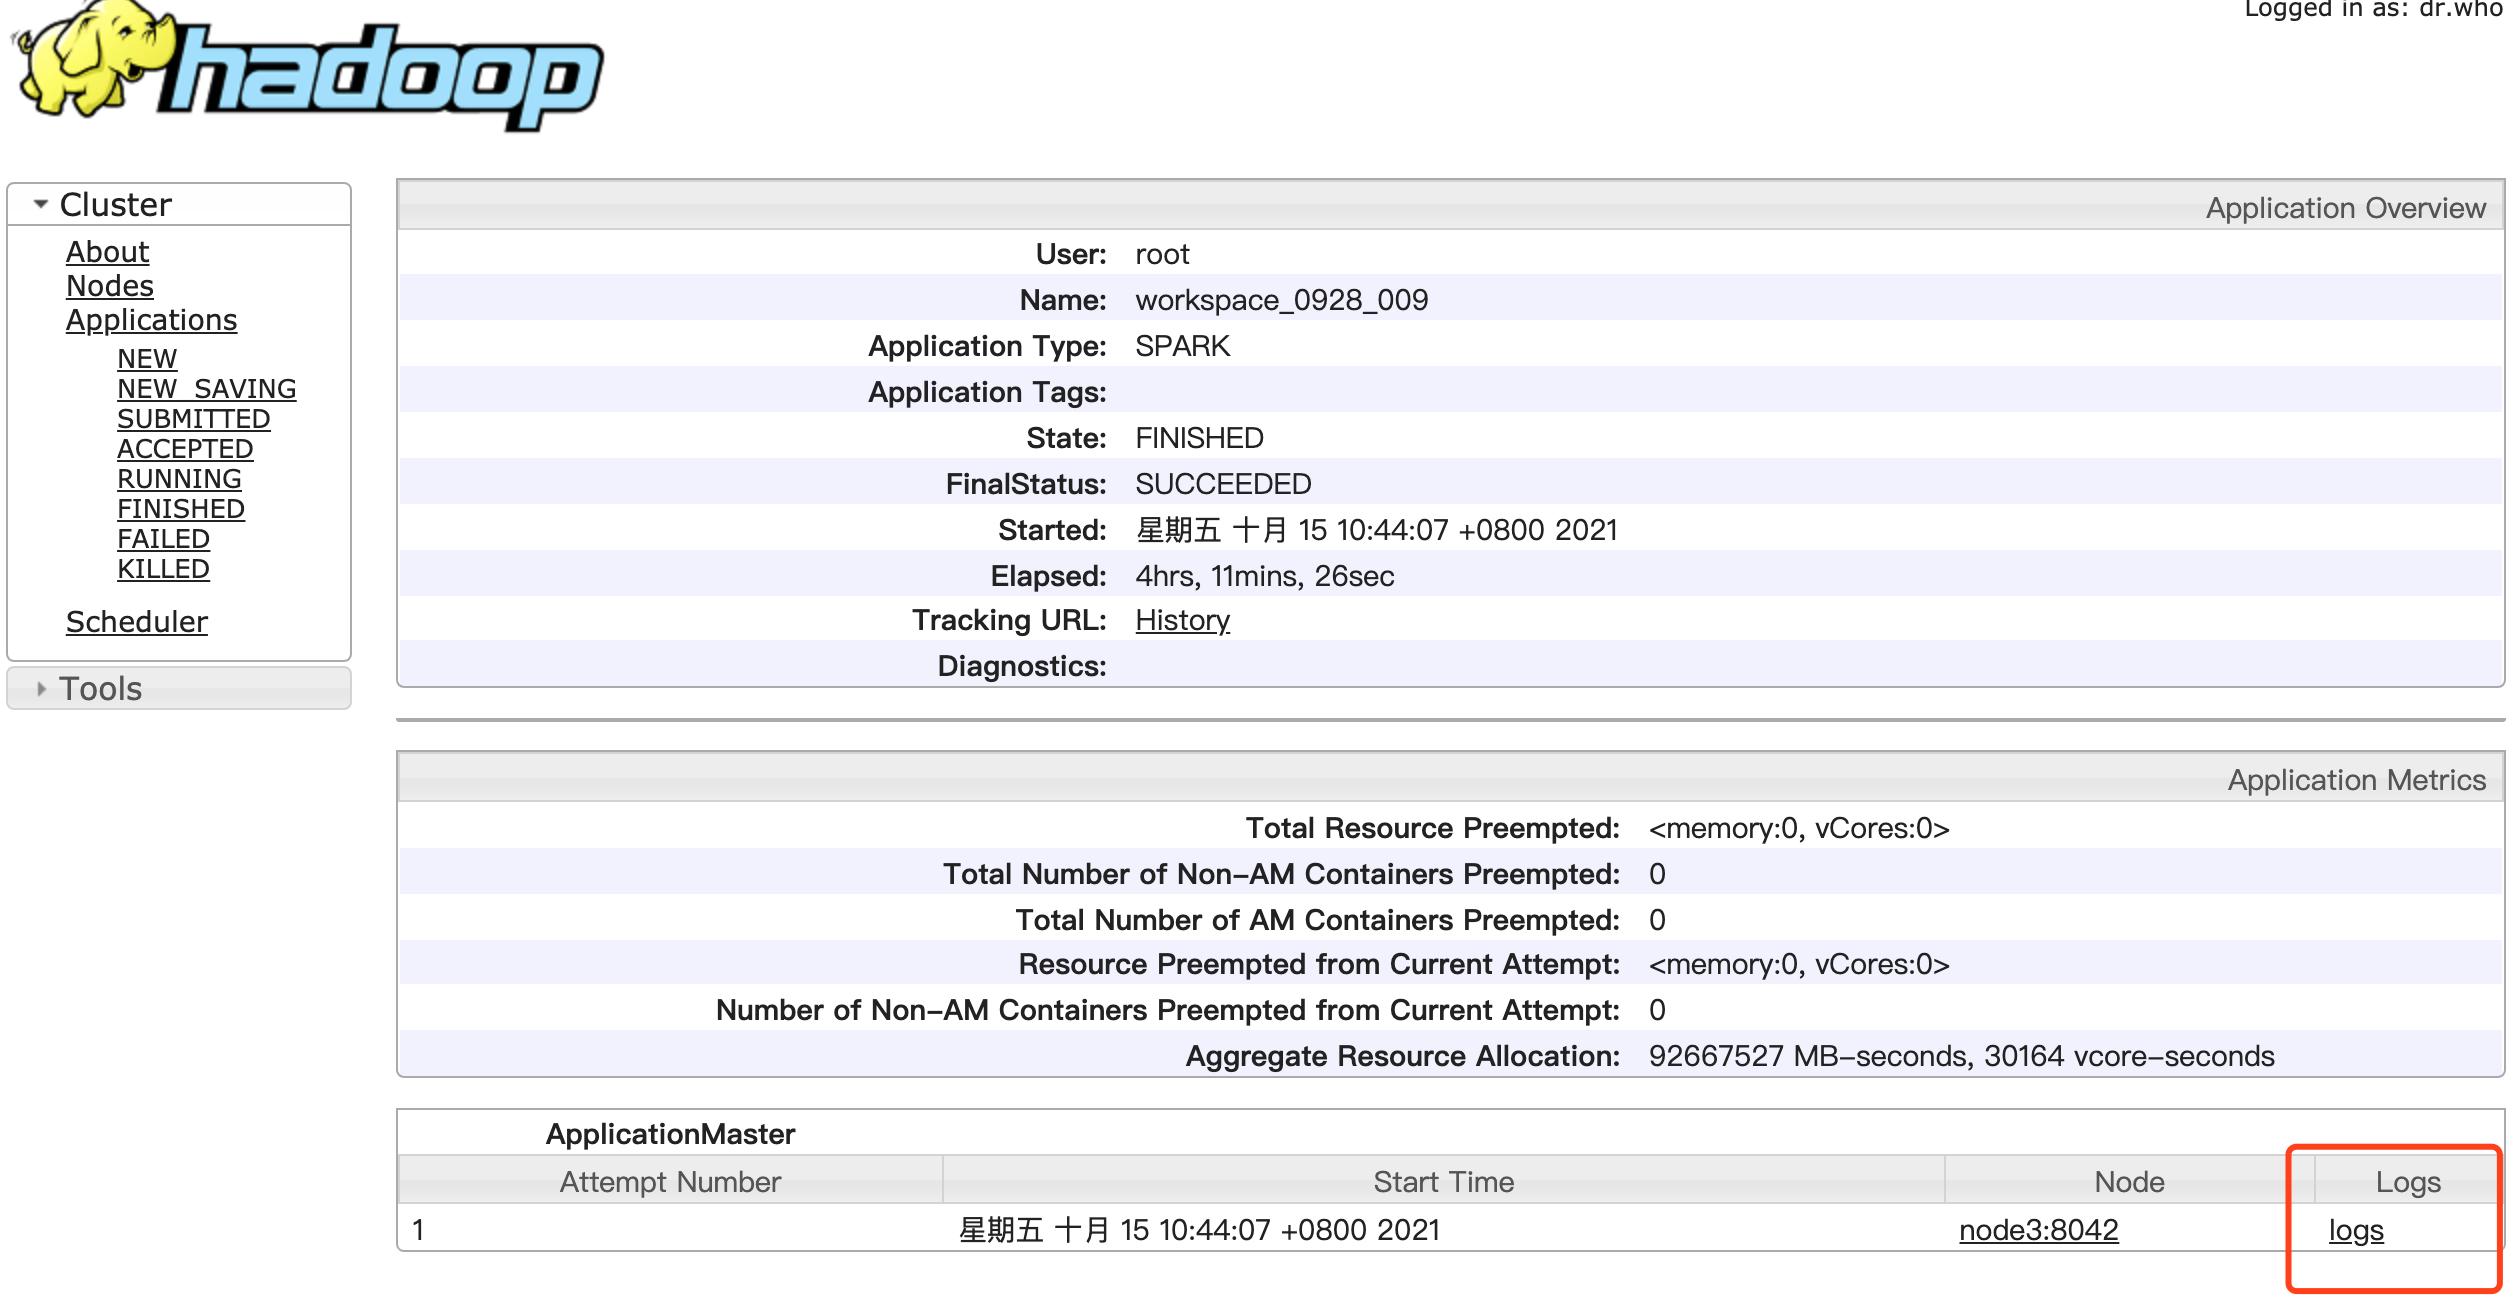 Logged in as: dr.who
hadoop
Cluster
About
Nodes
Applications
NEW
NEW_SAVING
SUBMITTED
ACCEPTED
RUNNING
FINISHED
FAILED
KILLED
Scheduler
Tools
Application Overview
User: root
Name: workspace_0928_009
Application Type: SPARK
Application Tags:
State: FINISHED
FinalStatus: SUCCEEDED
Started: 星期五 十月 15 10:44:07 +0800 2021
Elapsed: 4hrs, 11mins, 26sec
Tracking URL: History
Diagnostics:
Application Metrics
Total Resource Preempted: <memory:0, vCores:0>
Total Number of Non-AM Containers Preempted: 0
Total Number of AM Containers Preempted: 0
Resource Preempted from Current Attempt: <memory:0, vCores:0>
Number of Non-AM Containers Preempted from Current Attempt: 0
Aggregate Resource Allocation: 92667527 MB-seconds, 30164 vcore-seconds
ApplicationMaster
Attempt Number Start Time Node Logs
1 星期五 十月 15 10:44:07 +0800 2021 node3:8042 logs